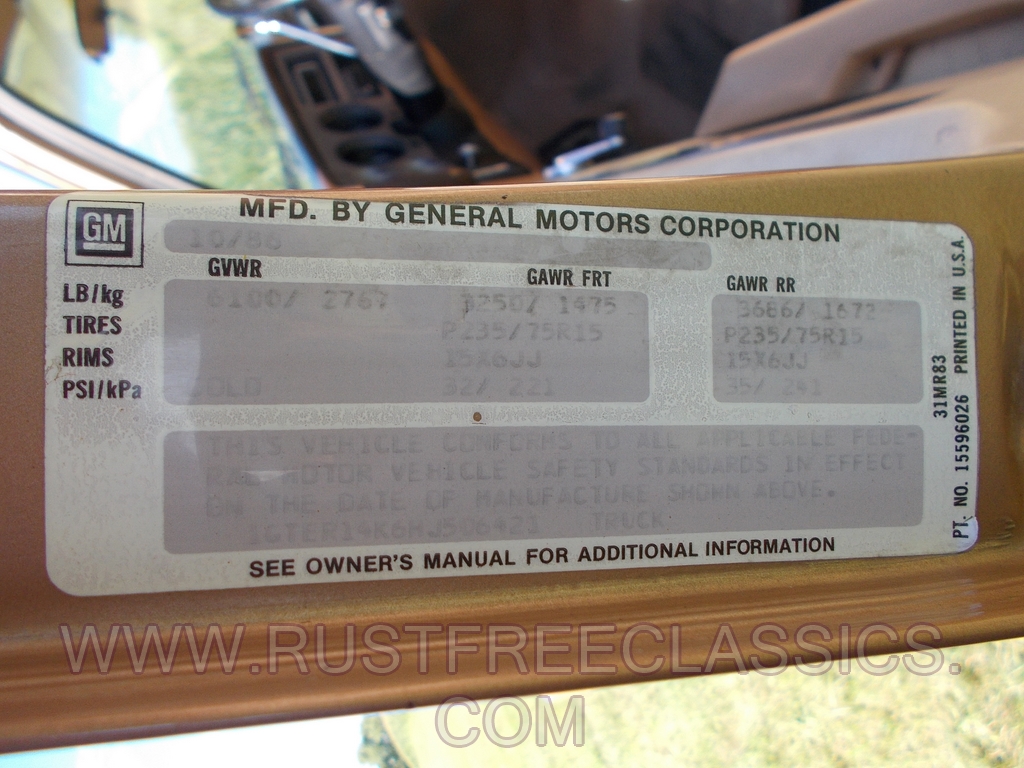 GM
MFD. BY GENERAL MOTORS CORPORATION
10/86
GVWR GAWR FRT GAWR RR
LB/kg 6100/ 2767 3250/ 1475 3686/ 1672
TIRES P235/75R15 P235/75R15
RIMS 15X6JJ 15X6JJ
PSI/kPa COLD 32/ 221 35/ 241
THIS VEHICLE CONFORMS TO ALL APPLICABLE FEDE-
RAL MOTOR VEHICLE SAFETY STANDARDS IN EFFECT
ON THE DATE OF MANUFACTURE SHOWN ABOVE.
1GTER14K6HJ506421 TRUCK
SEE OWNER'S MANUAL FOR ADDITIONAL INFORMATION
31MR83
PT. NO. 15596026 PRINTED IN U.S.A.
WWW.RUSTFREECLASSICS.
COM